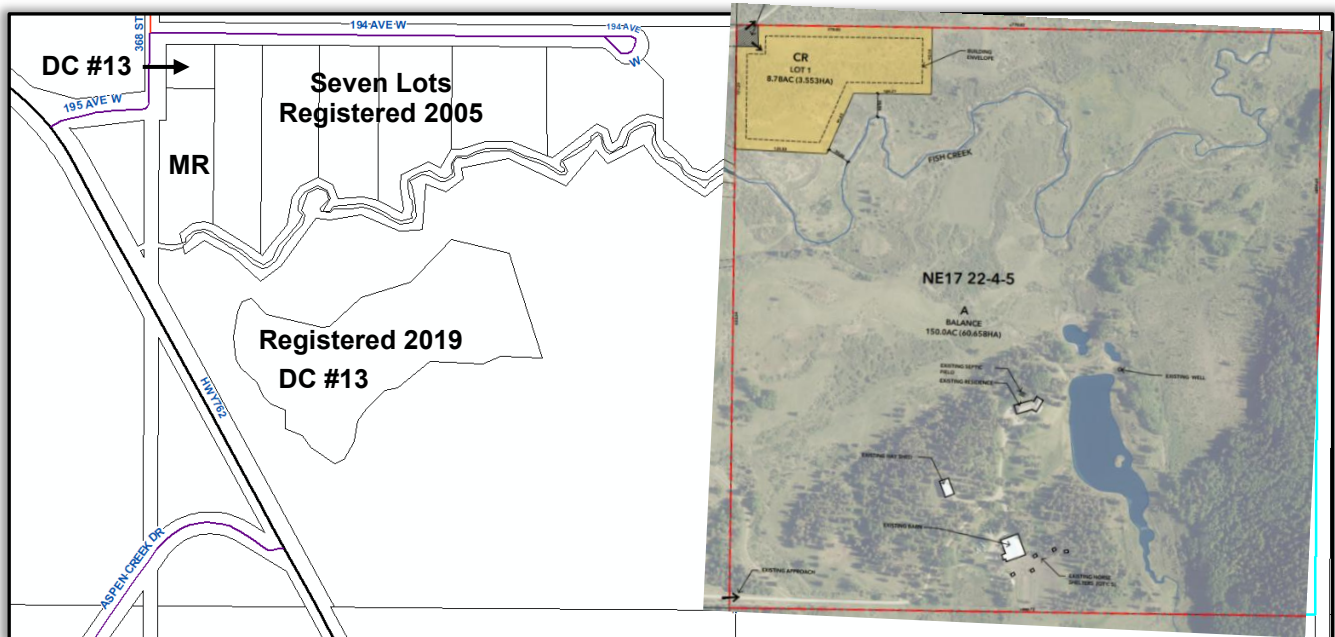 194 AVE W
194 AVE
W
368 ST
DC #13
195 AVE W
Seven Lots
Registered 2005
MR
CR
LOT 1
8.78AC (3.553HA)
BUILDING
ENVELOPE
FISH CREEK
NE17 22-4-5
A
BALANCE
150.0AC (60.658HA)
Registered 2019
DC #13
HWY762
EXISTING SEPTIC
FIELD
EXISTING RESIDENCE
EXISTING WELL
EXISTING HAY SHED
EXISTING BARN
EXISTING HORSE
EXISTING APPROACH
ASPEN CREEK DR